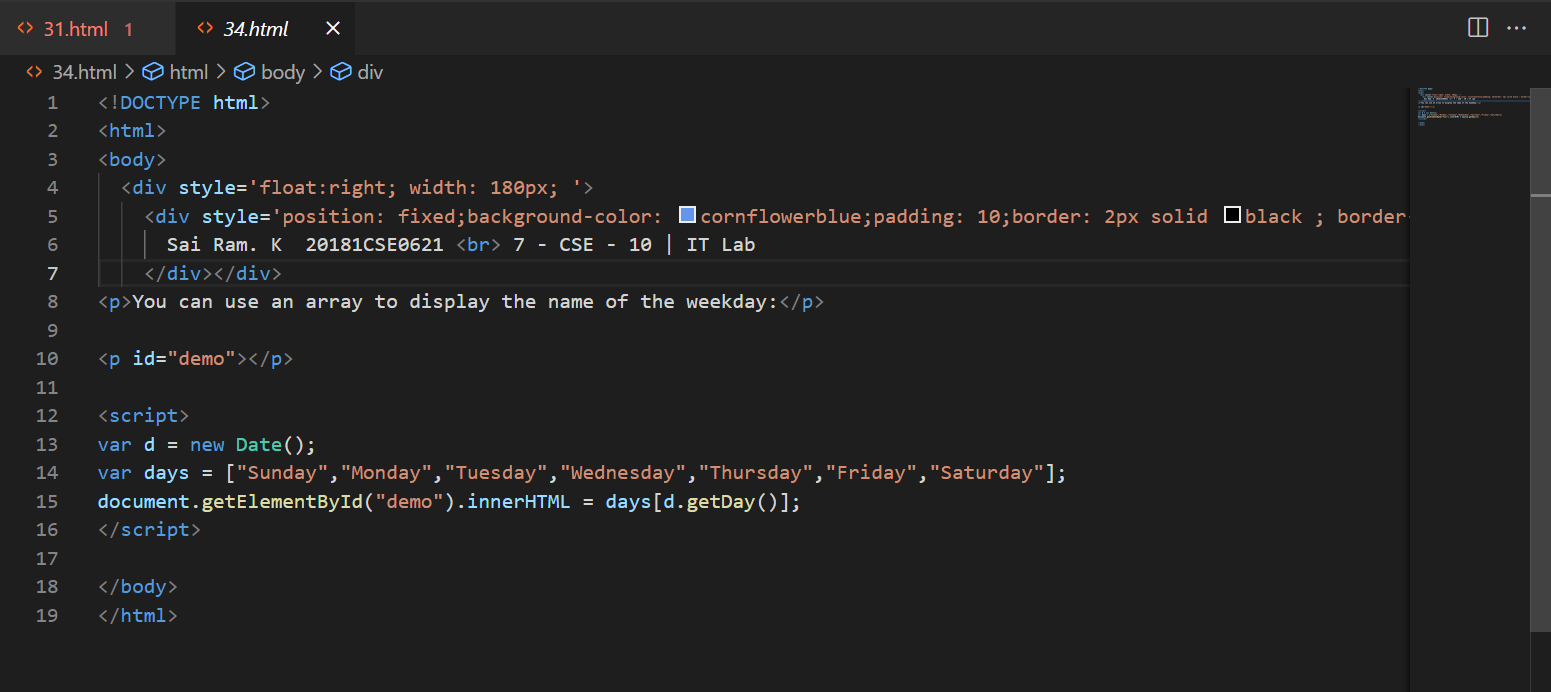 31.html 1 34.html
34.html > html > body > div
1 <!DOCTYPE html>
2 <html>
3 <body>
4 <div style='float:right; width: 180px; '>
5 <div style='position: fixed;background-color: cornflowerblue;padding: 10;border: 2px solid black ; border-
6 Sai Ram. K  20181CSE0621 <br> 7 - CSE - 10 | IT Lab
7 </div></div>
8 <p>You can use an array to display the name of the weekday:</p>
9
10 <p id="demo"></p>
11
12 <script>
13 var d = new Date();
14 var days = ["Sunday","Monday","Tuesday","Wednesday","Thursday","Friday","Saturday"];
15 document.getElementById("demo").innerHTML = days[d.getDay()];
16 </script>
17
18 </body>
19 </html>